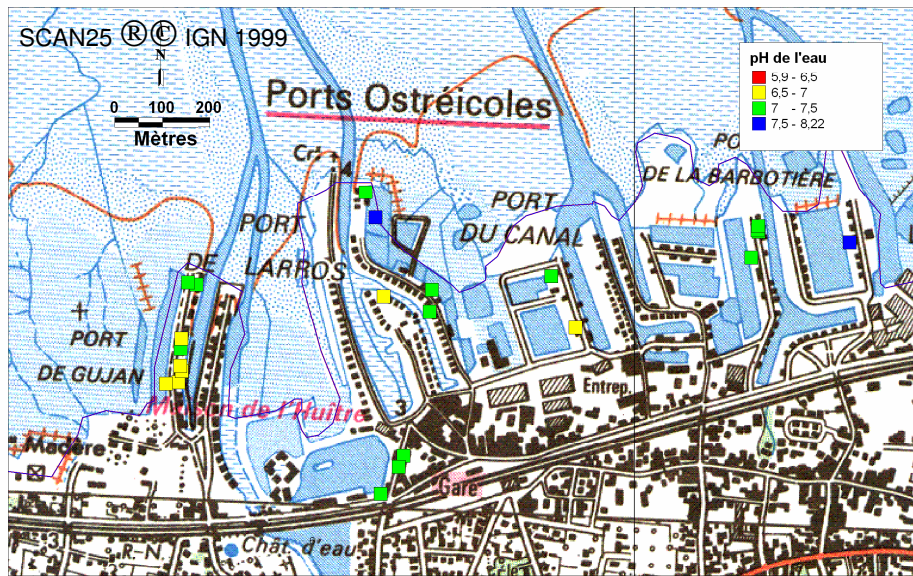 SCAN25 ®© IGN 1999
N
0 100 200
Mètres
pH de l'eau
5,9 - 6,5
6,5 - 7
7 - 7,5
7,5 - 8,22
Ports Ostréicoles
4
PORT
DE LARROS
PORT
DU CANAL
DE LA BARBOTIÈRE
PORT
DE GUJAN
Maison de l'Huître
3
Entrep.
Madère
Gare
R-N
Chât. d'eau